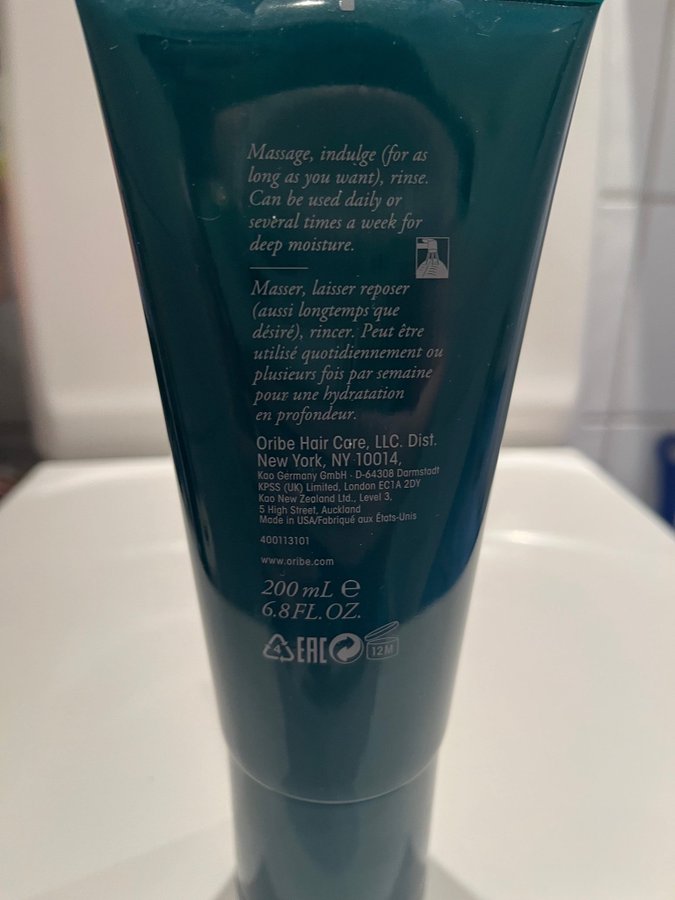 Massage, indulge (for as
long as you want), rinse.
Can be used daily or
several times a week for
deep moisture.
Masser, laisser reposer
(aussi longtemps que
désiré), rincer. Peut être
utilisé quotidiennement ou
plusieurs fois par semaine
pour une hydratation
en profondeur.
Oribe Hair Care, LLC. Dist.
New York, NY 10014,
Kao Germany GmbH · D-64308 Darmstadt
KPSS (UK) Limited, London EC1A 2DY
Kao New Zealand Ltd., Level 3,
5 High Street, Auckland
Made in USA/Fabriqué aux États-Unis
400113101
www.oribe.com
200 mL ℮
6.8 FL. OZ.
4 EAC 12M